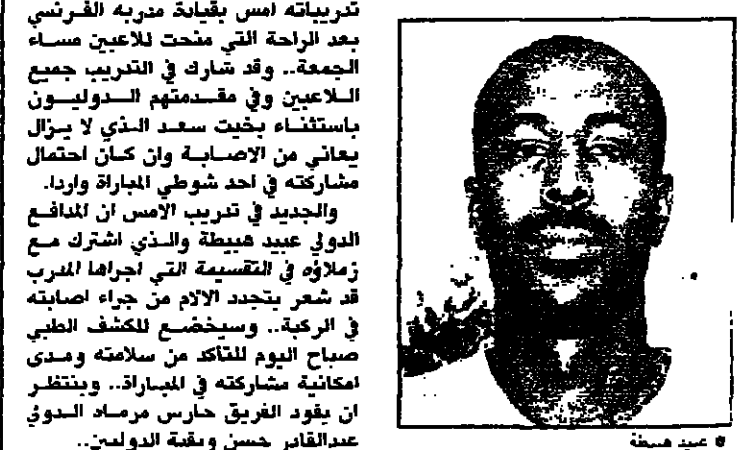 تدريباته امس بقيادة مدربه الفرنسي
بعد الراحة التي منحت للاعبين مساء
الجمعة.. وقد شارك في التدريب جميع
اللاعبين وفي مقدمتهم الدوليون
باستثناء بخيت سعد الذي لا يزال
يعاني من الاصابة وان كان احتمال
مشاركته في احد شوطي المباراة واردا.
والجديد في تدريب الامس ان المدافع
الدولي عبيد هبيطة والذي اشترك مع
زملاؤه في التقسيمة التي اجراها المدرب
قد شعر بتجدد الالام من جراء اصابته
في الركبة.. وسيخضع للكشف الطبي
صباح اليوم للتأكد من سلامته ومدى
امكانية مشاركته في المباراة.. وينتظر
ان يقود الفريق حارس مرماه الدولي
عبدالقادر حسن وبقية الدوليين..
عبيد هبيطة